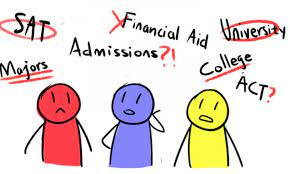 SAT
Financial Aid
University
Admissions?!
Majors
College
ACT?